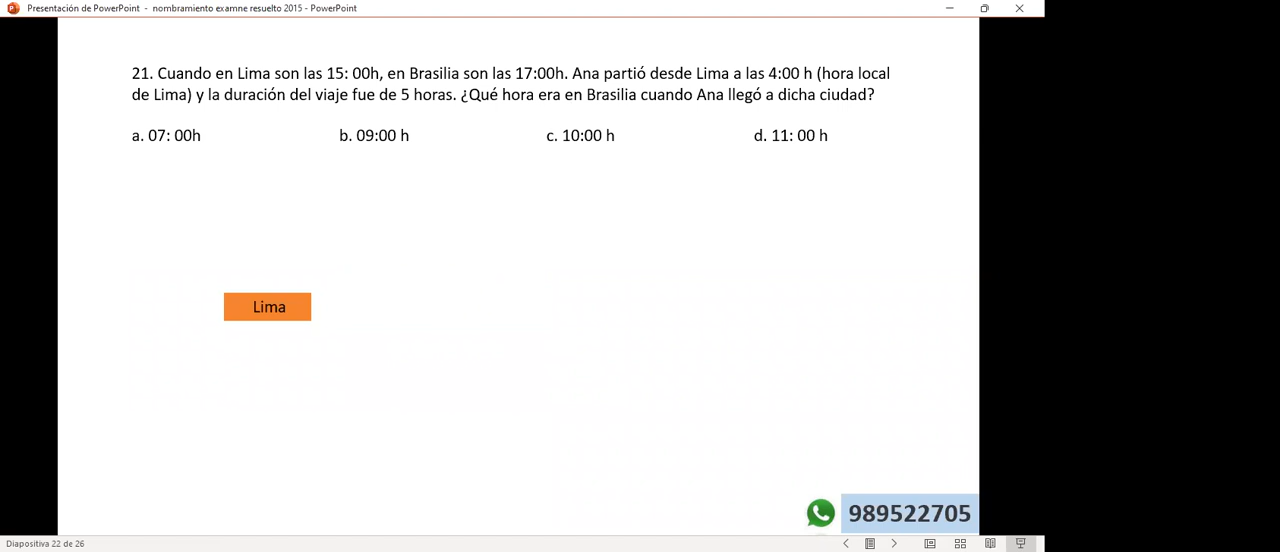 Presentación de PowerPoint - nombramiento examne resuelto 2015 - PowerPoint
21. Cuando en Lima son las 15: 00h, en Brasilia son las 17:00h. Ana partió desde Lima a las 4:00 h (hora local
de Lima) y la duración del viaje fue de 5 horas. ¿Qué hora era en Brasilia cuando Ana llegó a dicha ciudad?
a. 07: 00h b. 09:00 h c. 10:00 h d. 11: 00 h
Lima
989522705
Diapositiva 22 de 26